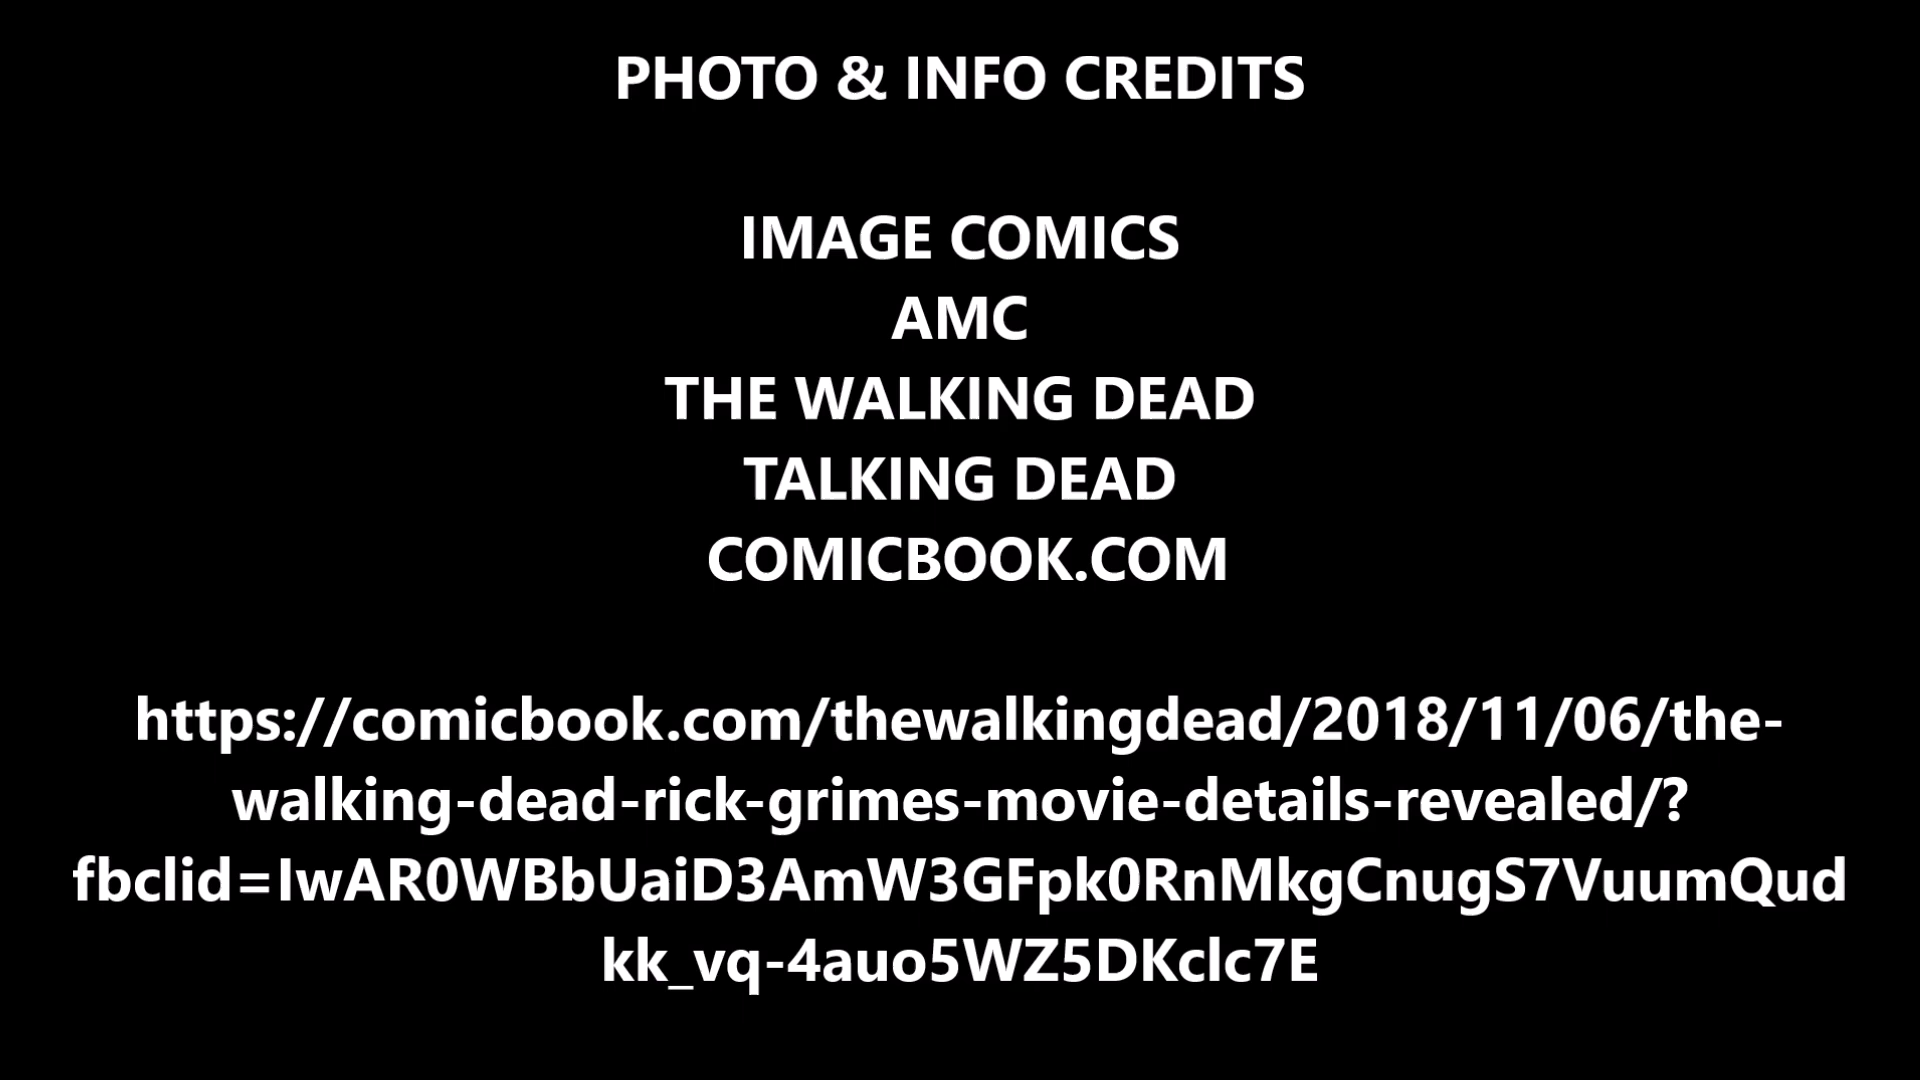 PHOTO & INFO CREDITS
IMAGE COMICS
AMC
THE WALKING DEAD
TALKING DEAD
COMICBOOK.COM
https://comicbook.com/thewalkingdead/2018/11/06/the-
walking-dead-rick-grimes-movie-details-revealed/?
fbclid=IwAR0WBbUaiD3AmW3GFpk0RnMkgCnugS7VuumQud
kk_vq-4auo5WZ5DKclc7E